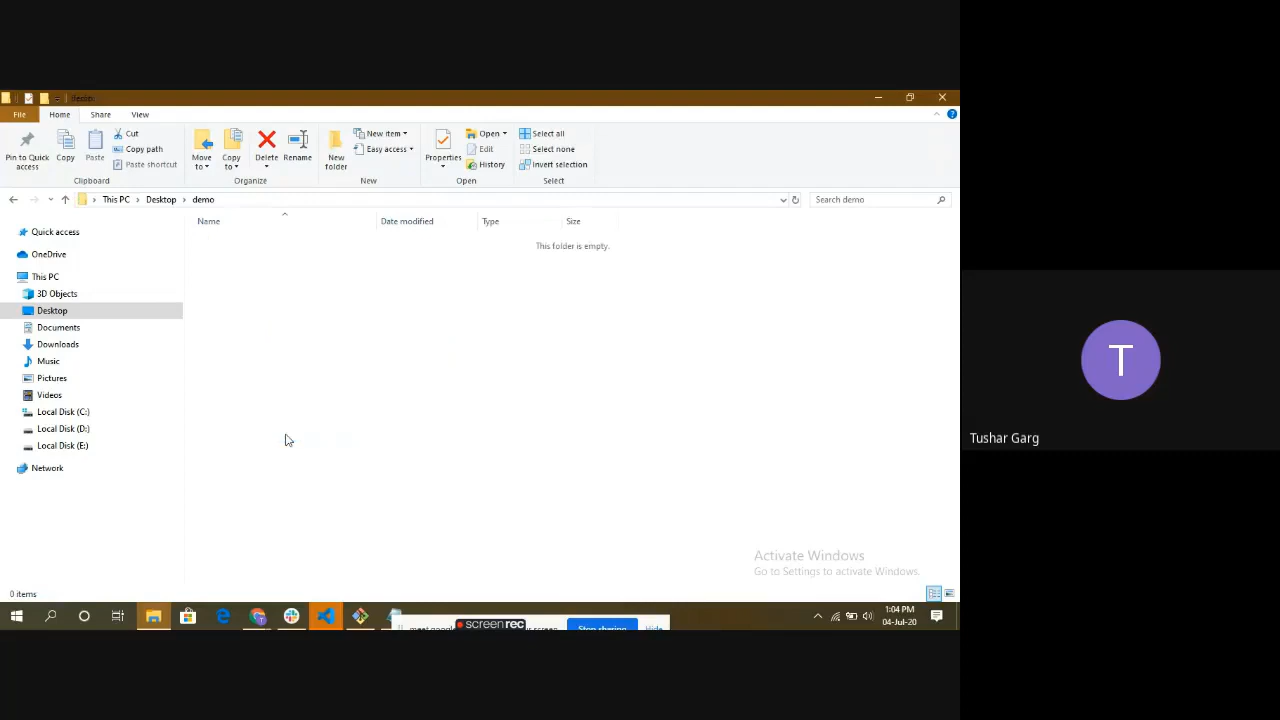 File Home Share View
Pin to Quick access
Copy
Paste
Cut
Copy path
Paste shortcut
Clipboard
Move to
Copy to
Delete
Rename
Organize
New folder
New item
Easy access
New
Properties
Open
Edit
History
Open
Select all
Select none
Invert selection
Select
This PC Desktop demo
Search demo
Name Date modified Type Size
This folder is empty.
Quick access
OneDrive
This PC
3D Objects
Desktop
Documents
Downloads
Music
Pictures
Videos
Local Disk (C:)
Local Disk (D:)
Local Disk (E:)
Network
T
Tushar Garg
Activate Windows
Go to Settings to activate Windows.
0 items
screenrec
Stop sharing
Hide
1:04 PM
04-Jul-20